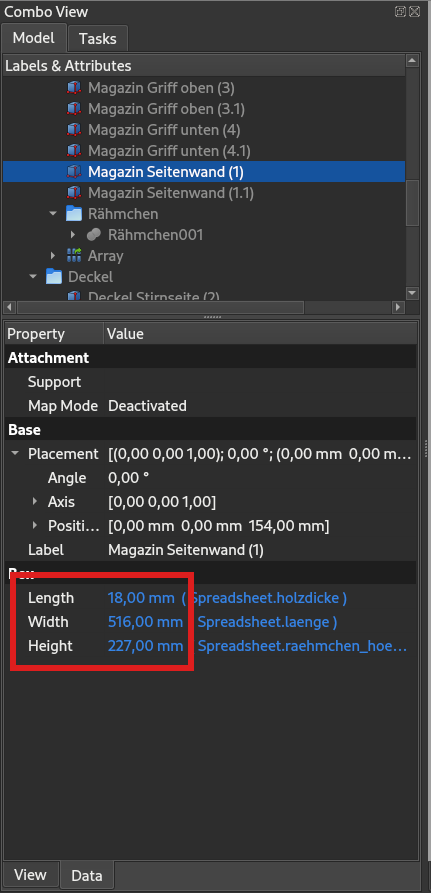 Combo View
Model Tasks
Labels & Attributes
Magazin Griff oben (3)
Magazin Griff oben (3.1)
Magazin Griff unten (4)
Magazin Griff unten (4.1)
Magazin Seitenwand (1)
Magazin Seitenwand (1.1)
Rähmchen
Rähmchen001
Array
Deckel
Deckel Stirnseite (2)
Property Value
Attachment
Support
Map Mode Deactivated
Base
Placement [(0,00 0,00 1,00); 0,00 °; (0,00 mm 0,00 m...
Angle 0,00 °
Axis [0,00 0,00 1,00]
Positi... [0,00 mm 0,00 mm 154,00 mm]
Label Magazin Seitenwand (1)
Box
Length 18,00 mm ( Spreadsheet.holzdicke )
Width 516,00 mm Spreadsheet.laenge )
Height 227,00 mm Spreadsheet.raehmchen_hoe...
View Data